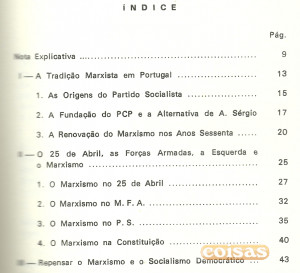 ÍNDICE
Pág.
Nota Explicativa ... 9
I — A Tradição Marxista em Portugal ... 13
1. As Origens do Partido Socialista ... 15
2. A Fundação do PCP e a Alternativa de A. Sérgio 17
3. A Renovação do Marxismo nos Anos Sessenta ... 20
II — O 25 de Abril, as Forças Armadas, a Esquerda e
o Marxismo ... 25
1. O Marxismo no 25 de Abril ... 27
2. O Marxismo no M. F. A. ... 32
3. O Marxismo no P. S. ... 35
4. O Marxismo na Constituição ... 40
III — Repensar o Marxismo e o Socialismo Democrático ... 43
coisas